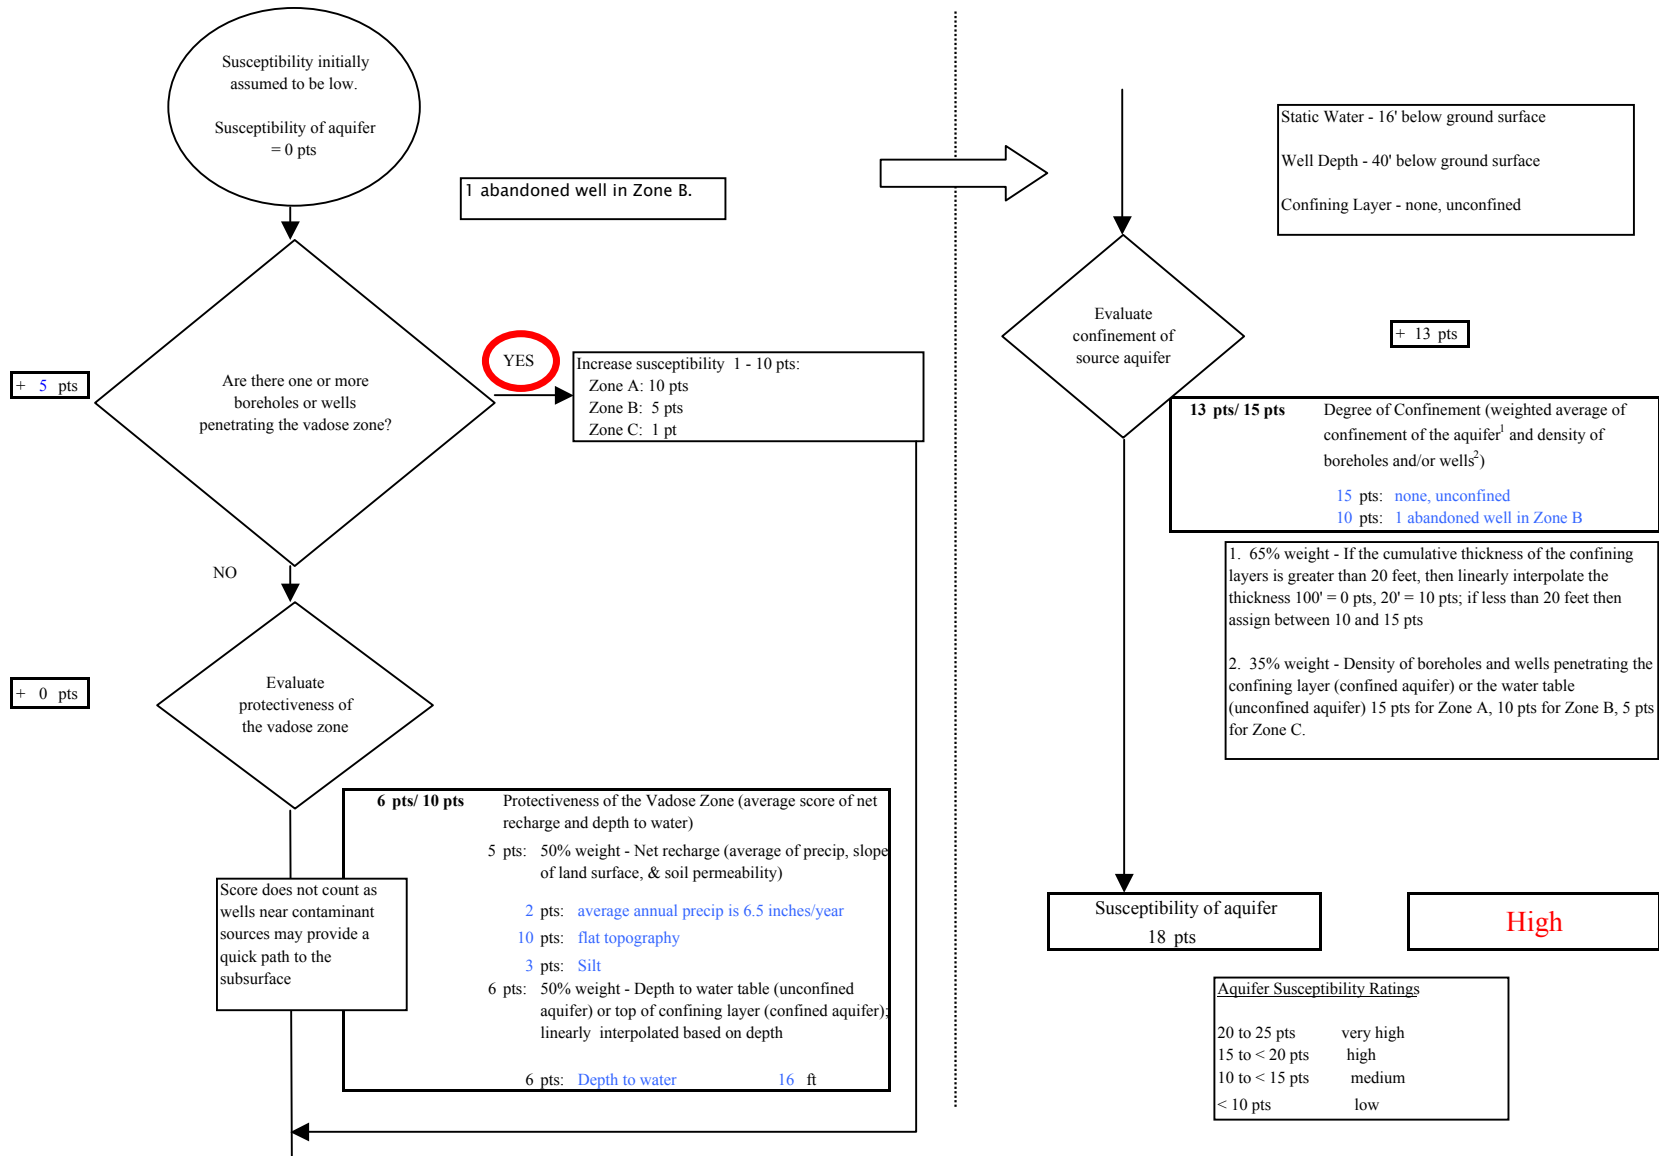 Susceptibility initially
assumed to be low.
Susceptibility of aquifer
= 0 pts
1 abandoned well in Zone B.
+ 5 pts
Are there one or more
boreholes or wells
penetrating the vadose zone?
YES
Increase susceptibility 1 - 10 pts:
Zone A: 10 pts
Zone B: 5 pts
Zone C: 1 pt
NO
+ 0 pts
Evaluate
protectiveness of
the vadose zone
6 pts/ 10 pts Protectiveness of the Vadose Zone (average score of net
recharge and depth to water)
5 pts: 50% weight - Net recharge (average of precip, slope
of land surface, & soil permeability)
2 pts: average annual precip is 6.5 inches/year
10 pts: flat topography
3 pts: Silt
6 pts: 50% weight - Depth to water table (unconfined
aquifer) or top of confining layer (confined aquifer);
linearly interpolated based on depth
6 pts: Depth to water 16 ft
Score does not count as
wells near contaminant
sources may provide a
quick path to the
subsurface
Static Water - 16' below ground surface
Well Depth - 40' below ground surface
Confining Layer - none, unconfined
Evaluate
confinement of
source aquifer
+ 13 pts
13 pts/ 15 pts Degree of Confinement (weighted average of
confinement of the aquifer1 and density of
boreholes and/or wells2)
15 pts: none, unconfined
10 pts: 1 abandoned well in Zone B
1. 65% weight - If the cumulative thickness of the confining
layers is greater than 20 feet, then linearly interpolate the
thickness 100' = 0 pts, 20' = 10 pts; if less than 20 feet then
assign between 10 and 15 pts
2. 35% weight - Density of boreholes and wells penetrating the
confining layer (confined aquifer) or the water table
(unconfined aquifer) 15 pts for Zone A, 10 pts for Zone B, 5 pts
for Zone C.
Susceptibility of aquifer
18 pts
High
Aquifer Susceptibility Ratings
20 to 25 pts very high
15 to < 20 pts high
10 to < 15 pts medium
< 10 pts low